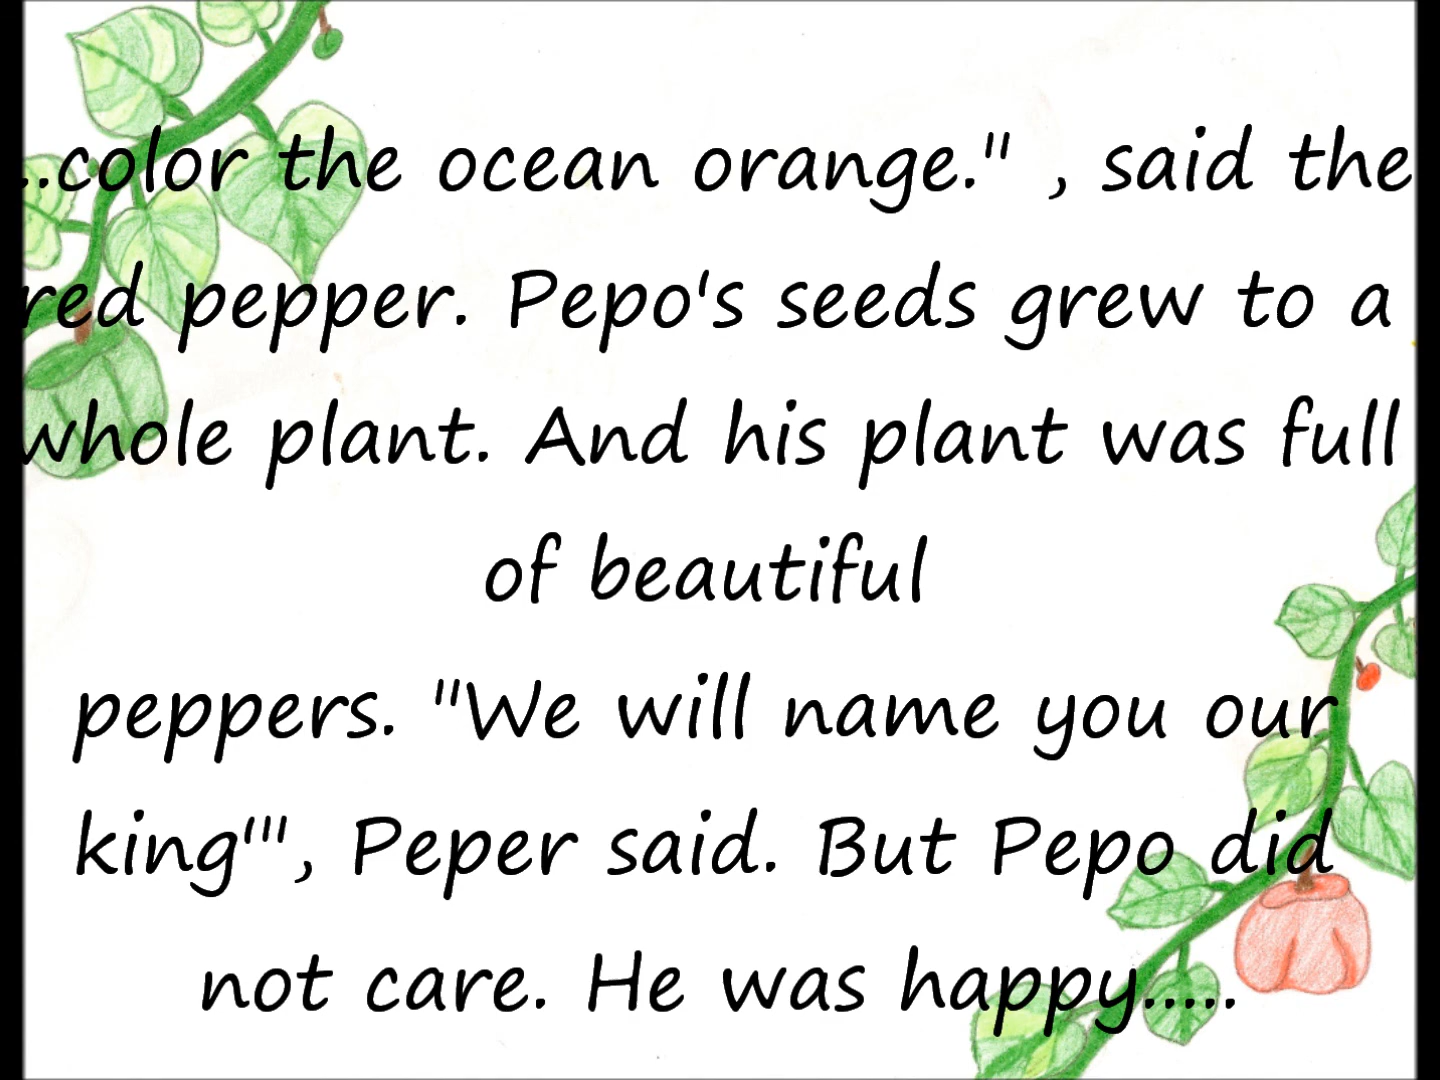 ..color the ocean orange." , said the
red pepper. Pepo's seeds grew to a
whole plant. And his plant was full
of beautiful
peppers. "We will name you our
king'", Peper said. But Pepo did
not care. He was happy.....